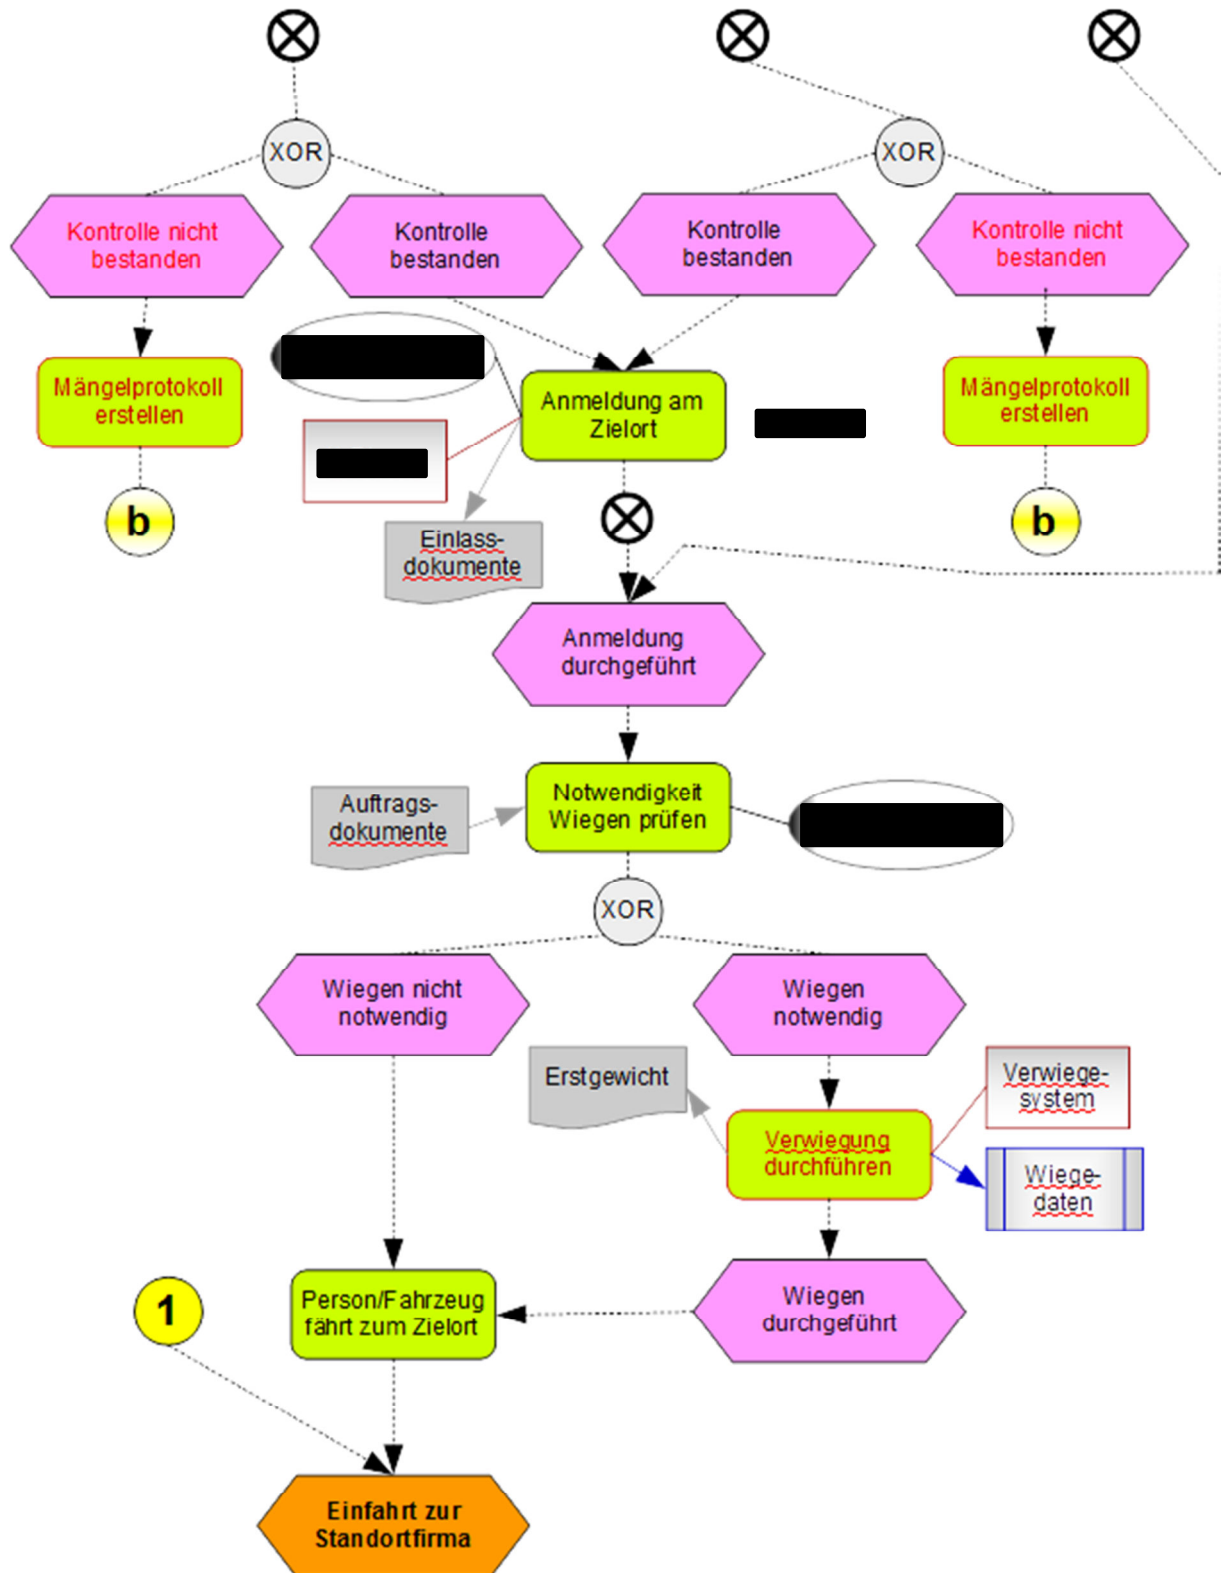 XOR
XOR
Kontrolle nicht
bestanden
Kontrolle
bestanden
Kontrolle
bestanden
Kontrolle nicht
bestanden
Mängelprotokoll
erstellen
Anmeldung am
Zielort
Mängelprotokoll
erstellen
b
b
Einlass-
dokumente
Anmeldung
durchgeführt
Auftrags-
dokumente
Notwendigkeit
Wiegen prüfen
XOR
Wiegen nicht
notwendig
Wiegen
notwendig
Erstgewicht
Verwiege-
system
Verwiegung
durchführen
Wiege-
daten
1
Person/Fahrzeug
fährt zum Zielort
Wiegen
durchgeführt
Einfahrt zur
Standortfirma